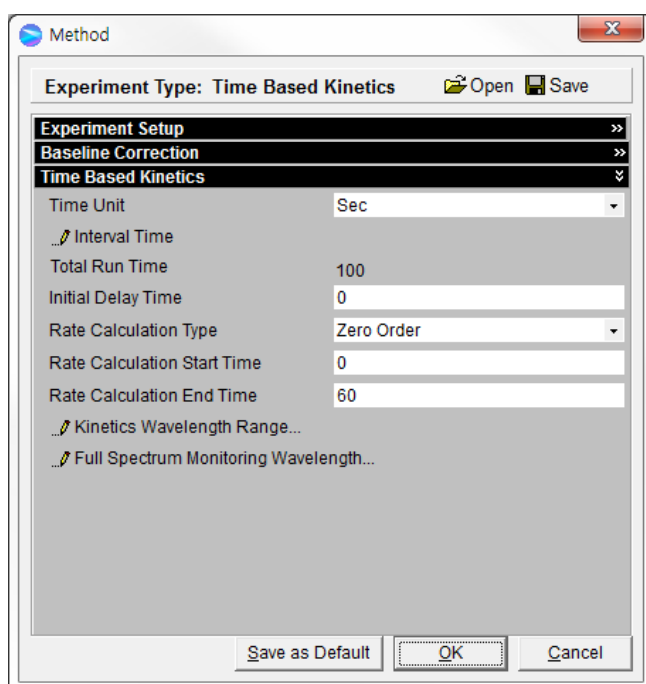 Method
Experiment Type: Time Based Kinetics Open Save
Experiment Setup
Baseline Correction
Time Based Kinetics
Time Unit Sec
Interval Time
Total Run Time 100
Initial Delay Time 0
Rate Calculation Type Zero Order
Rate Calculation Start Time 0
Rate Calculation End Time 60
Kinetics Wavelength Range...
Full Spectrum Monitoring Wavelength...
Save as Default OK Cancel